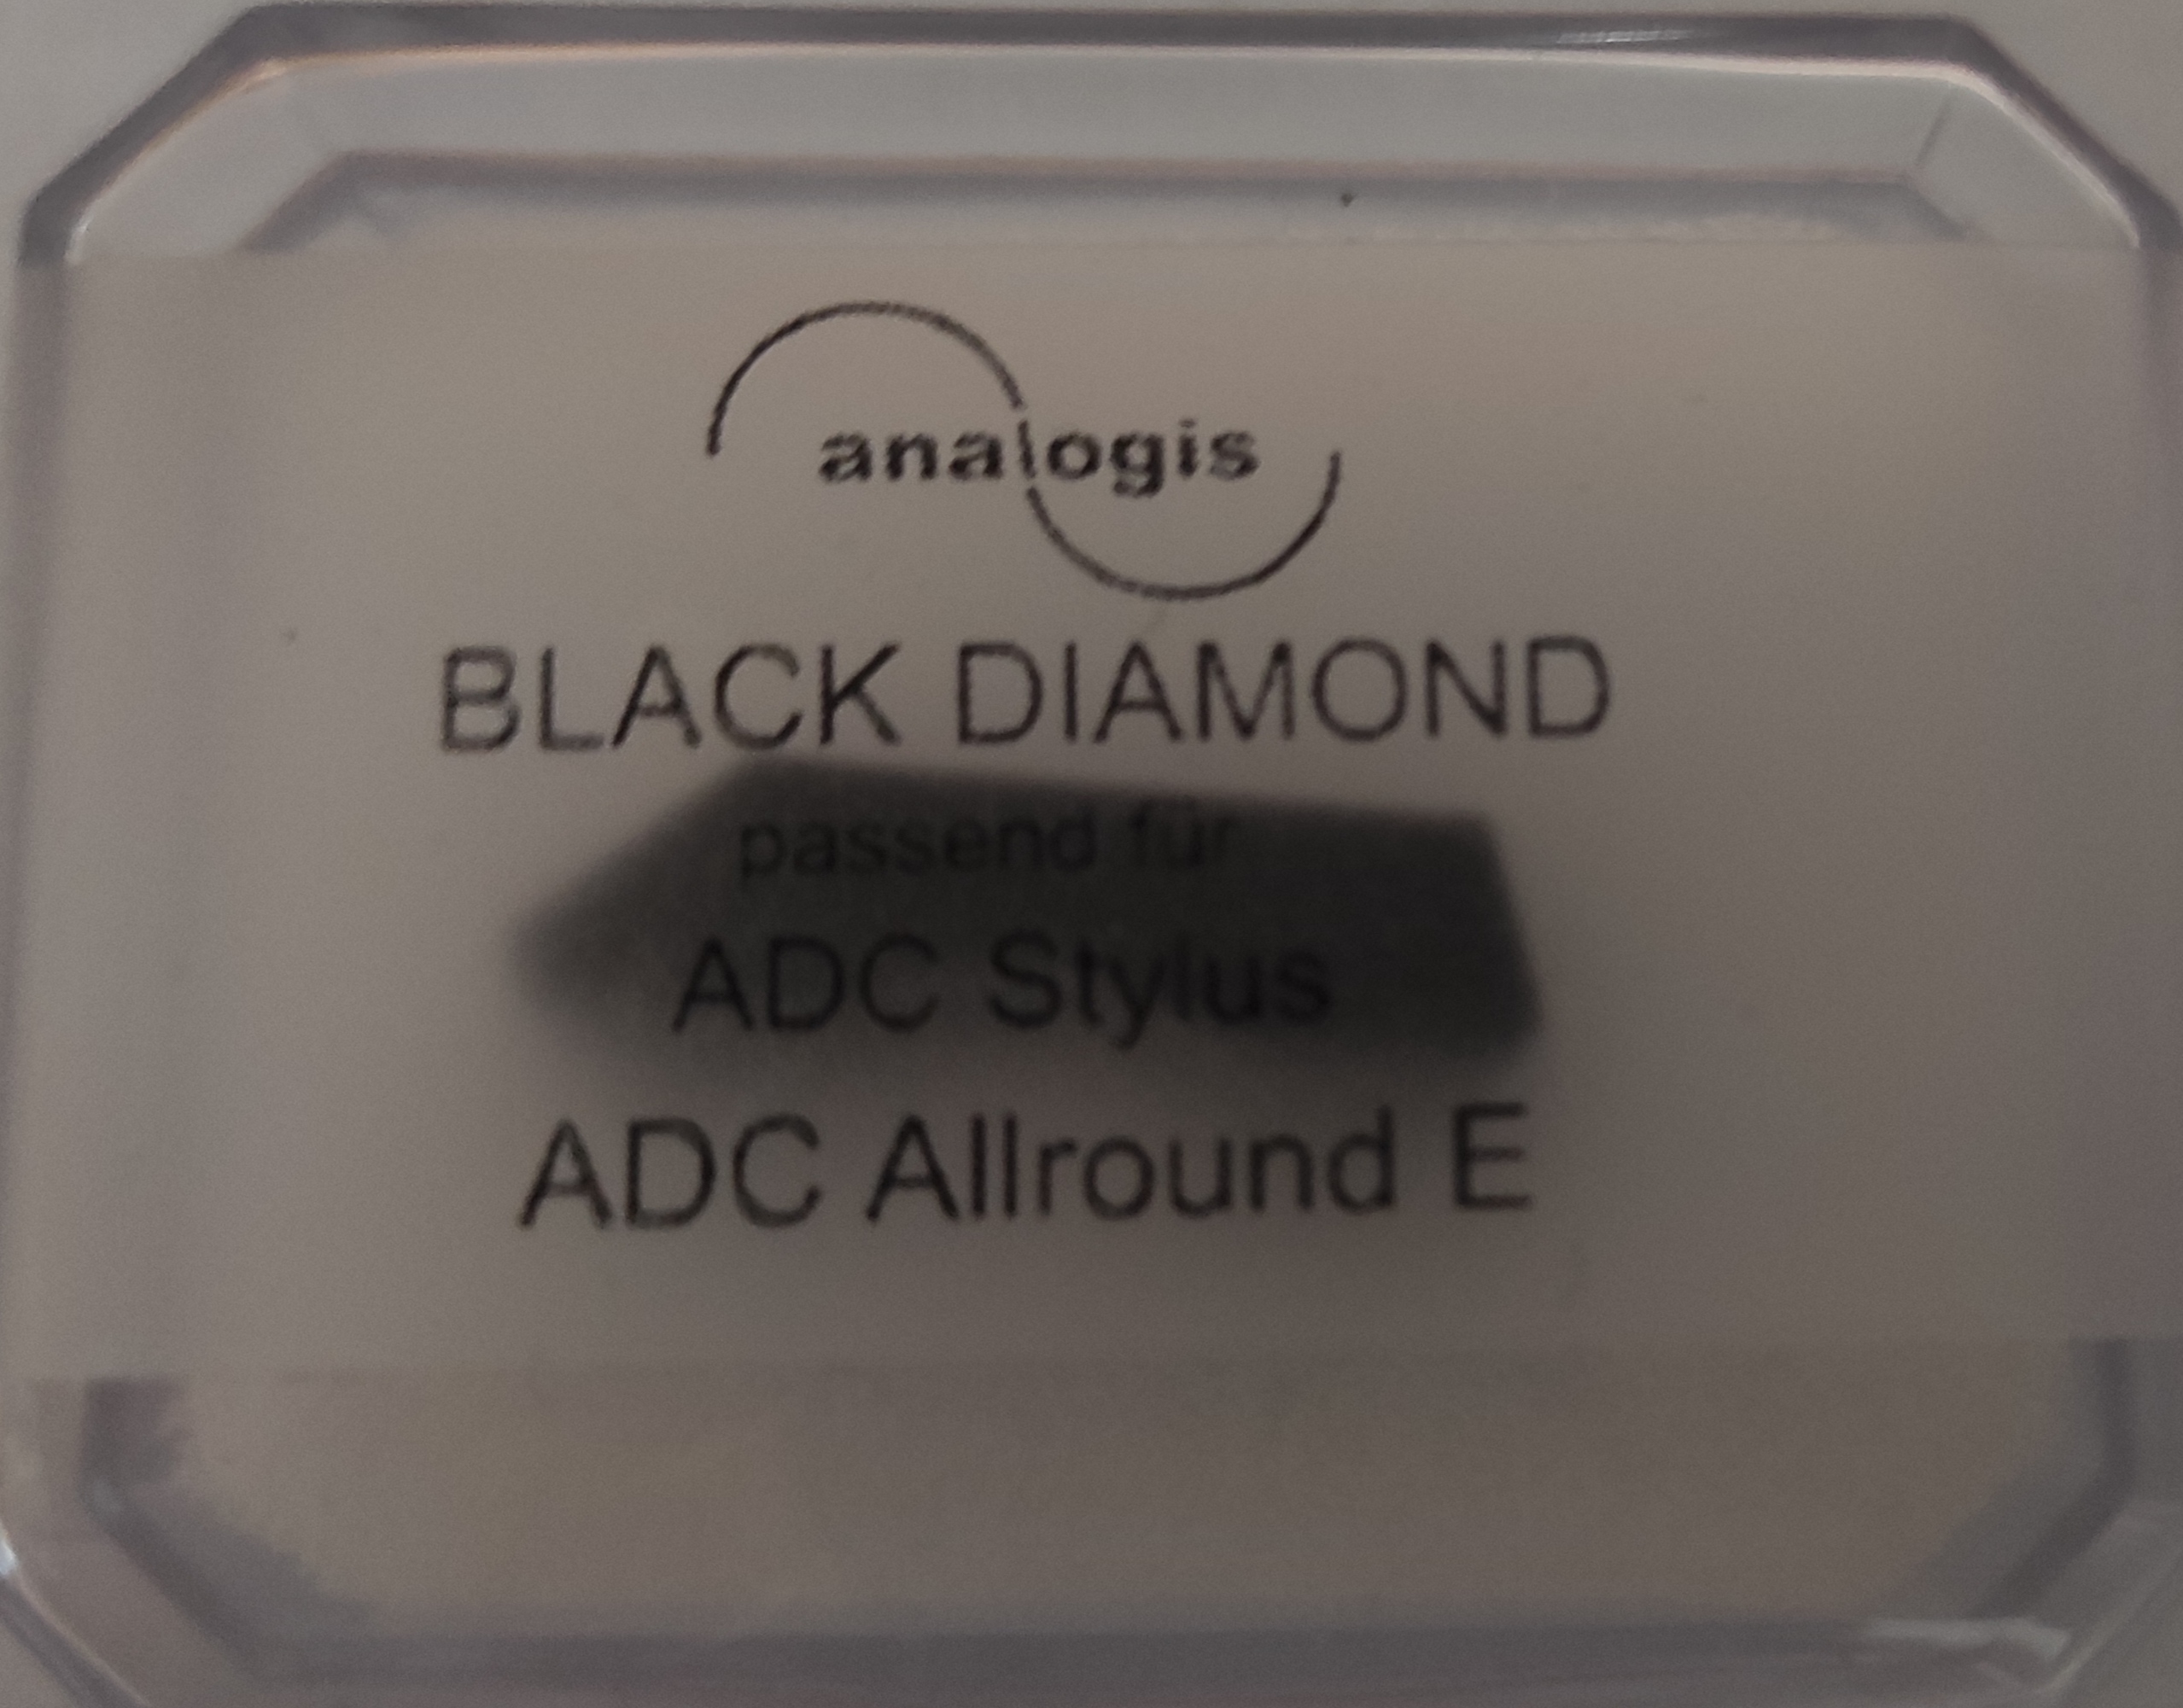 analogis
BLACK DIAMOND
passend für
ADC Stylus
ADC Allround E